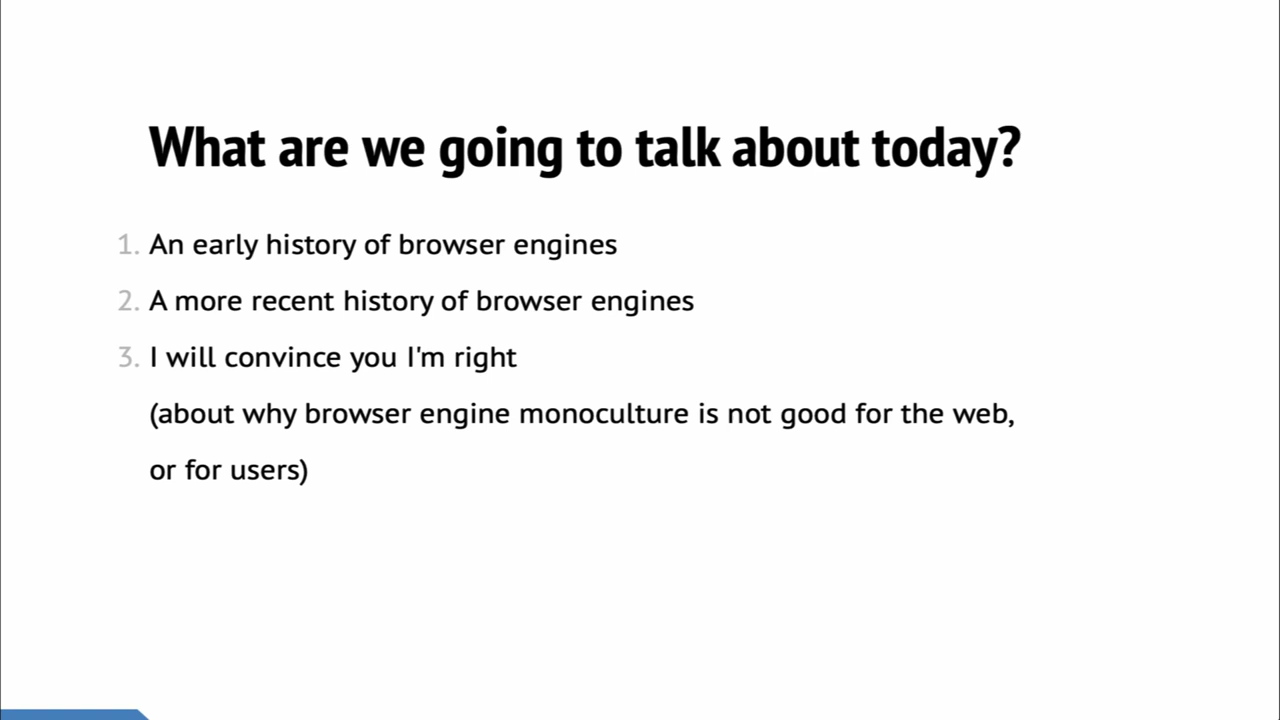 What are we going to talk about today?
1. An early history of browser engines
2. A more recent history of browser engines
3. I will convince you I'm right
(about why browser engine monoculture is not good for the web,
or for users)